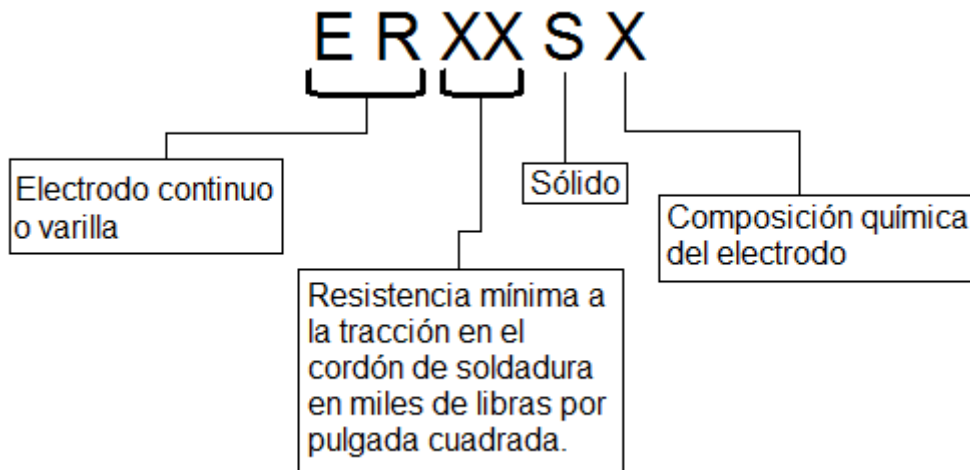 E R XX S X
Electrodo continuo
o varilla
Sólido
Composición química
del electrodo
Resistencia mínima a
la tracción en el
cordón de soldadura
en miles de libras por
pulgada cuadrada.